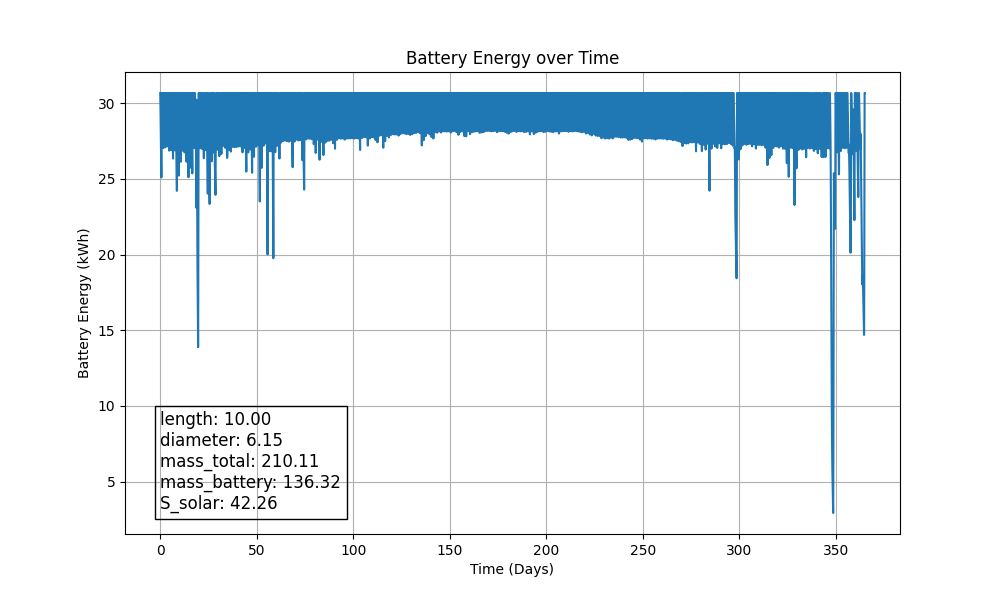 Battery Energy over Time
Battery Energy (kWh)
30
25
20
15
10
5
length: 10.00
diameter: 6.15
mass_total: 210.11
mass_battery: 136.32
S_solar: 42.26
0 50 100 150 200 250 300 350
Time (Days)